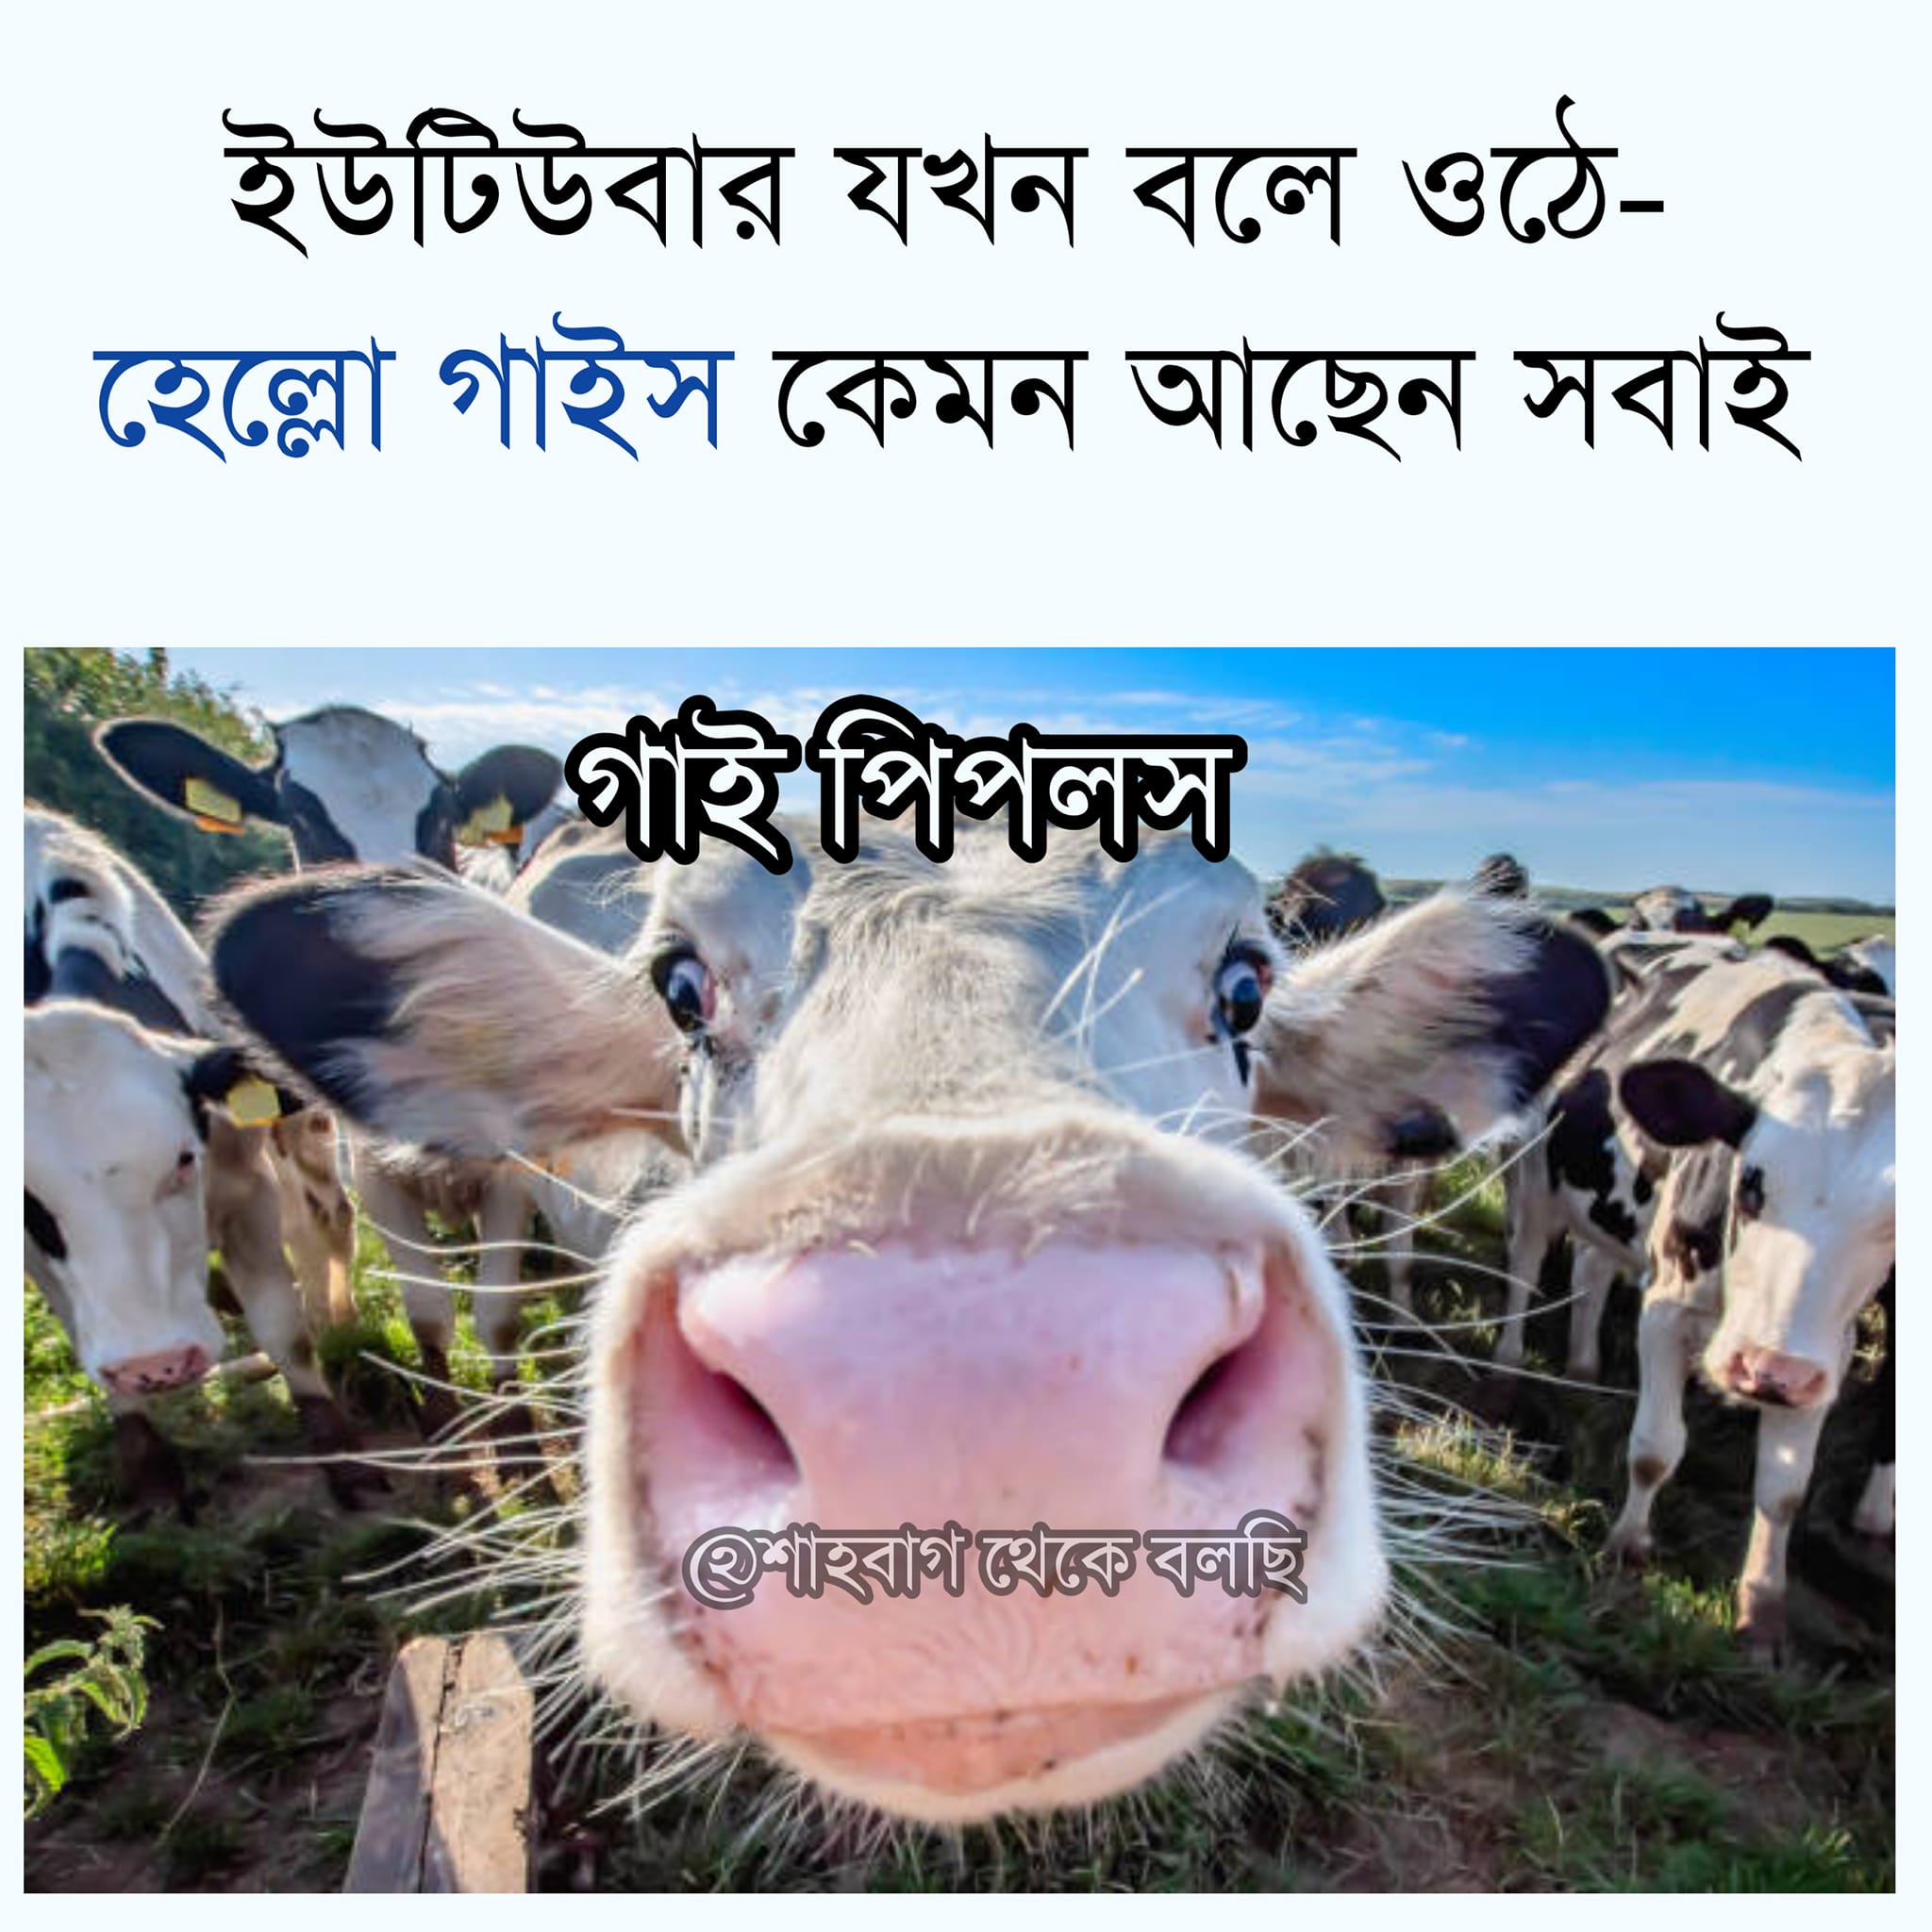 ইউটিউবার যখন বলে ওঠে-
হেল্লো গাইস কেমন আছেন সবাই
গাই পিপলস
@শাহবাগ থেকে বলছি